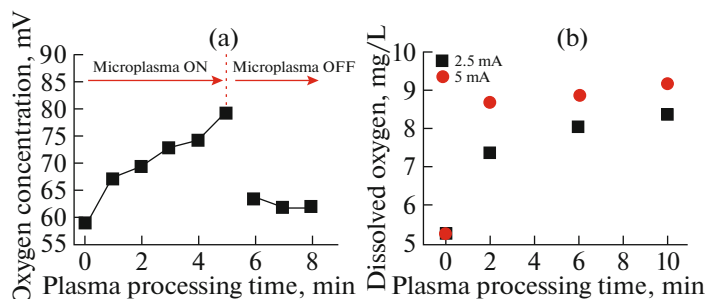 (a)
Oxygen concentration, mV
90
85
80
75
70
65
60
55
Microplasma ON
Microplasma OFF
0 2 4 6 8
Plasma processing time, min
(b)
Dissolved oxygen, mg/L
10
9
8
7
6
5
2.5 mA
5 mA
0 2 4 6 8 10
Plasma processing time, min